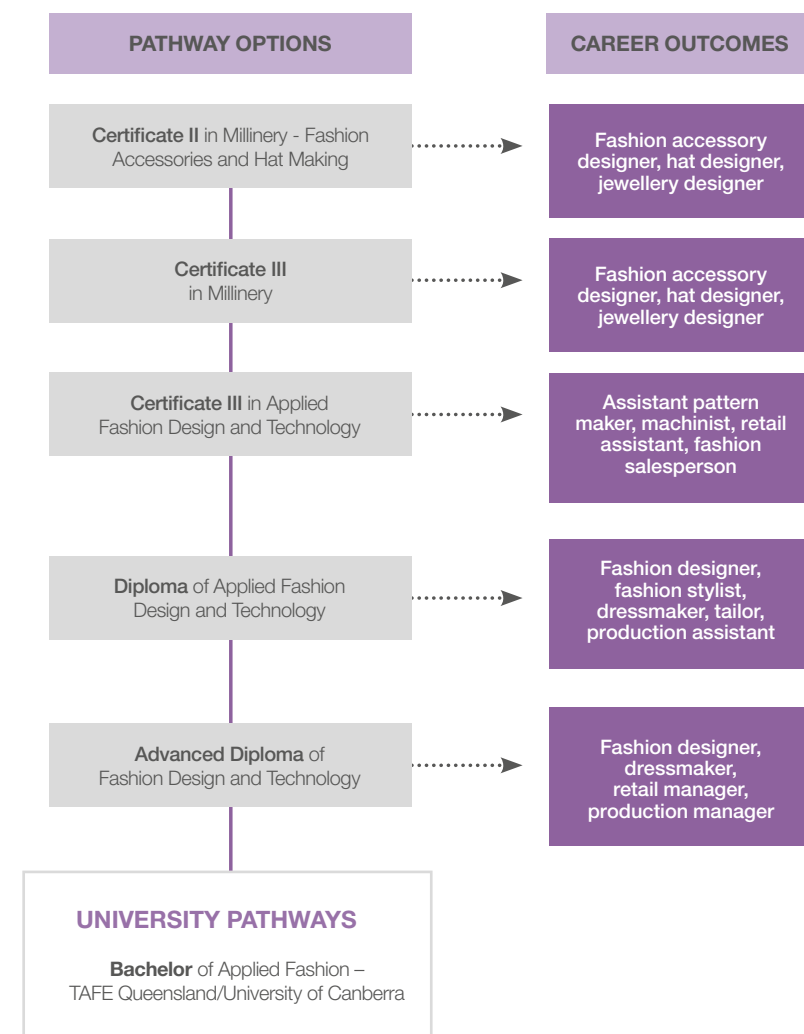 PATHWAY OPTIONS
CAREER OUTCOMES
Certificate II in Millinery - Fashion
Accessories and Hat Making
Fashion accessory
designer, hat designer,
jewellery designer
Certificate III
in Millinery
Fashion accessory
designer, hat designer,
jewellery designer
Certificate III in Applied
Fashion Design and Technology
Assistant pattern
maker, machinist, retail
assistant, fashion
salesperson
Diploma of Applied Fashion
Design and Technology
Fashion designer,
fashion stylist,
dressmaker, tailor,
production assistant
Advanced Diploma of
Fashion Design and Technology
Fashion designer,
dressmaker,
retail manager,
production manager
UNIVERSITY PATHWAYS
Bachelor of Applied Fashion –
TAFE Queensland/University of Canberra